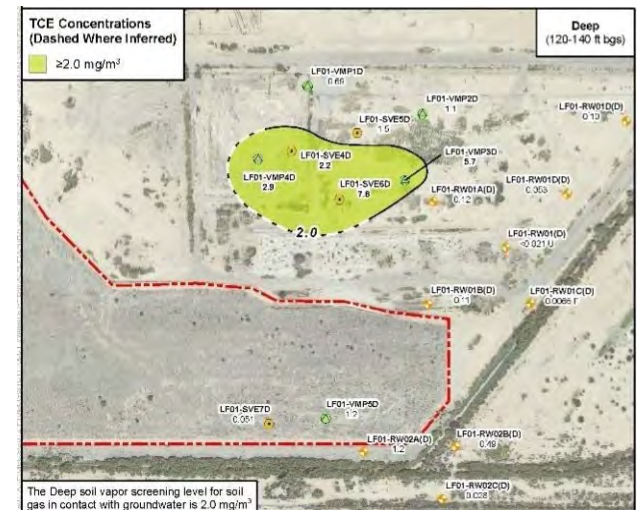 TCE Concentrations
(Dashed Where Inferred)
≥2.0 mg/m³
Deep
(120-140 ft bgs)
LF01-VMP1D
0.69
LF01-VMP2D
1.1
LF01-SVE5D
1.5
LF01-RW01D(D)
0.10
LF01-SVE4D
2.2
LF01-VMP3D
5.7
LF01-VMP4D
2.9
LF01-SVE6D
7.8
LF01-RW01A(D)
0.12
LF01-RW01D(D)
0.053
2.0
LF01-RW01(D)
<0.021 U
LF01-RW01B(D)
0.11
LF01-RW01C(D)
0.0066 F
LF01-SVE7D
0.051
LF01-VMP5D
1.2
LF01-RW02A(D)
1.2
LF01-RW02B(D)
0.49
LF01-RW02C(D)
0.028
The Deep soil vapor screening level for soil
gas in contact with groundwater is 2.0 mg/m³